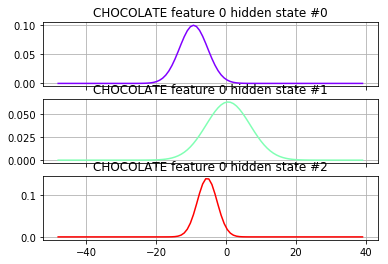 CHOCOLATE feature 0 hidden state #0
0.10
0.05
0.00
CHOCOLATE feature 0 hidden state #1
0.050
0.025
0.000
CHOCOLATE feature 0 hidden state #2
0.1
0.0
−40 −20 0 20 40